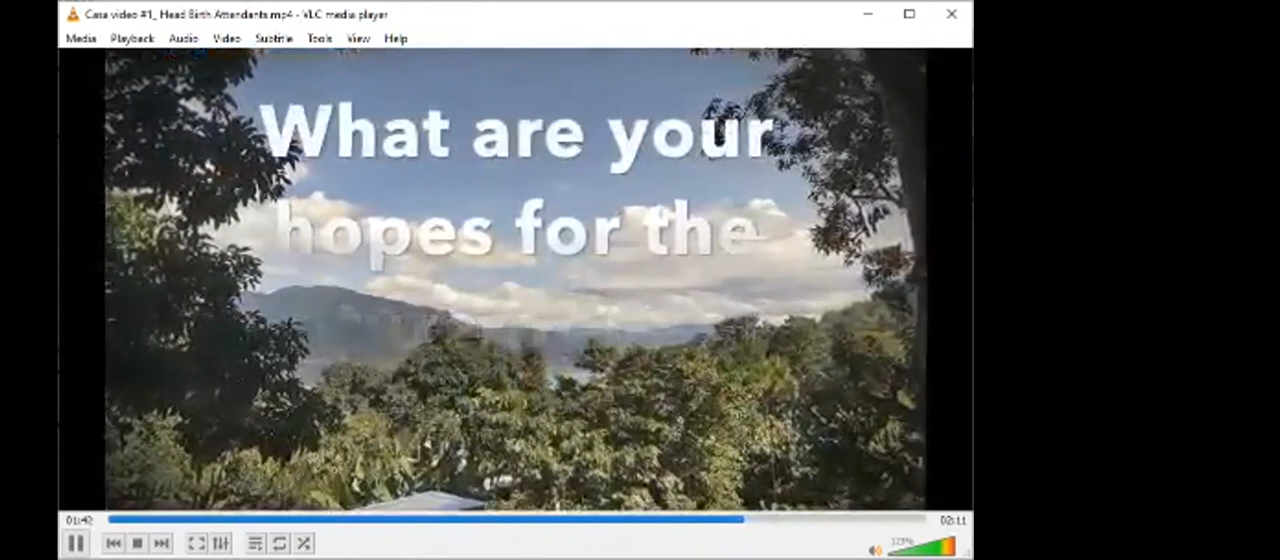 Casa video #1_ Head Birth Attendants.mp4 - VLC media player
Media Playback Audio Video Subtitle Tools View Help
What are your
hopes for the
01:42 02:11
123%